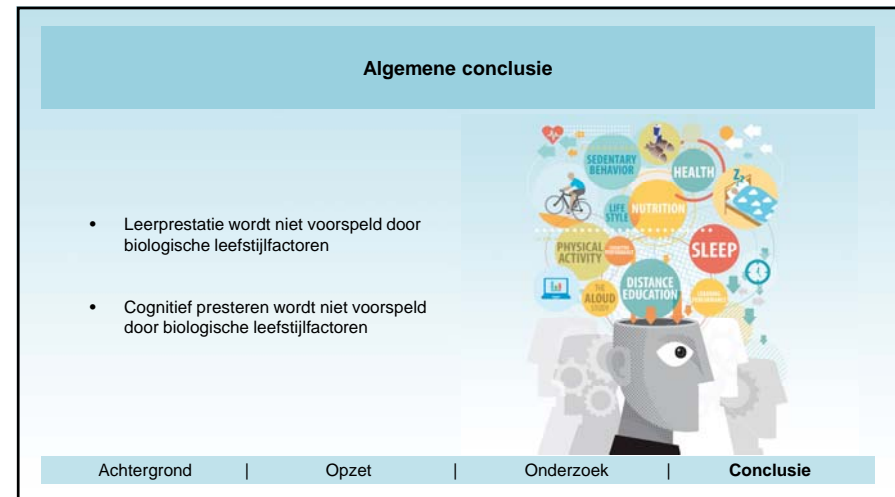 Algemene conclusie
• Leerprestatie wordt niet voorspeld door
biologische leefstijlfactoren
• Cognitief presteren wordt niet voorspeld
door biologische leefstijlfactoren
SEDENTARY
BEHAVIOR
HEALTH
Z z z
LIFE
STYLE
NUTRITION
PHYSICAL
ACTIVITY
SLEEP
DISTANCE
EDUCATION
THE
ALOUD
STUDY
Achtergrond | Opzet | Onderzoek | Conclusie